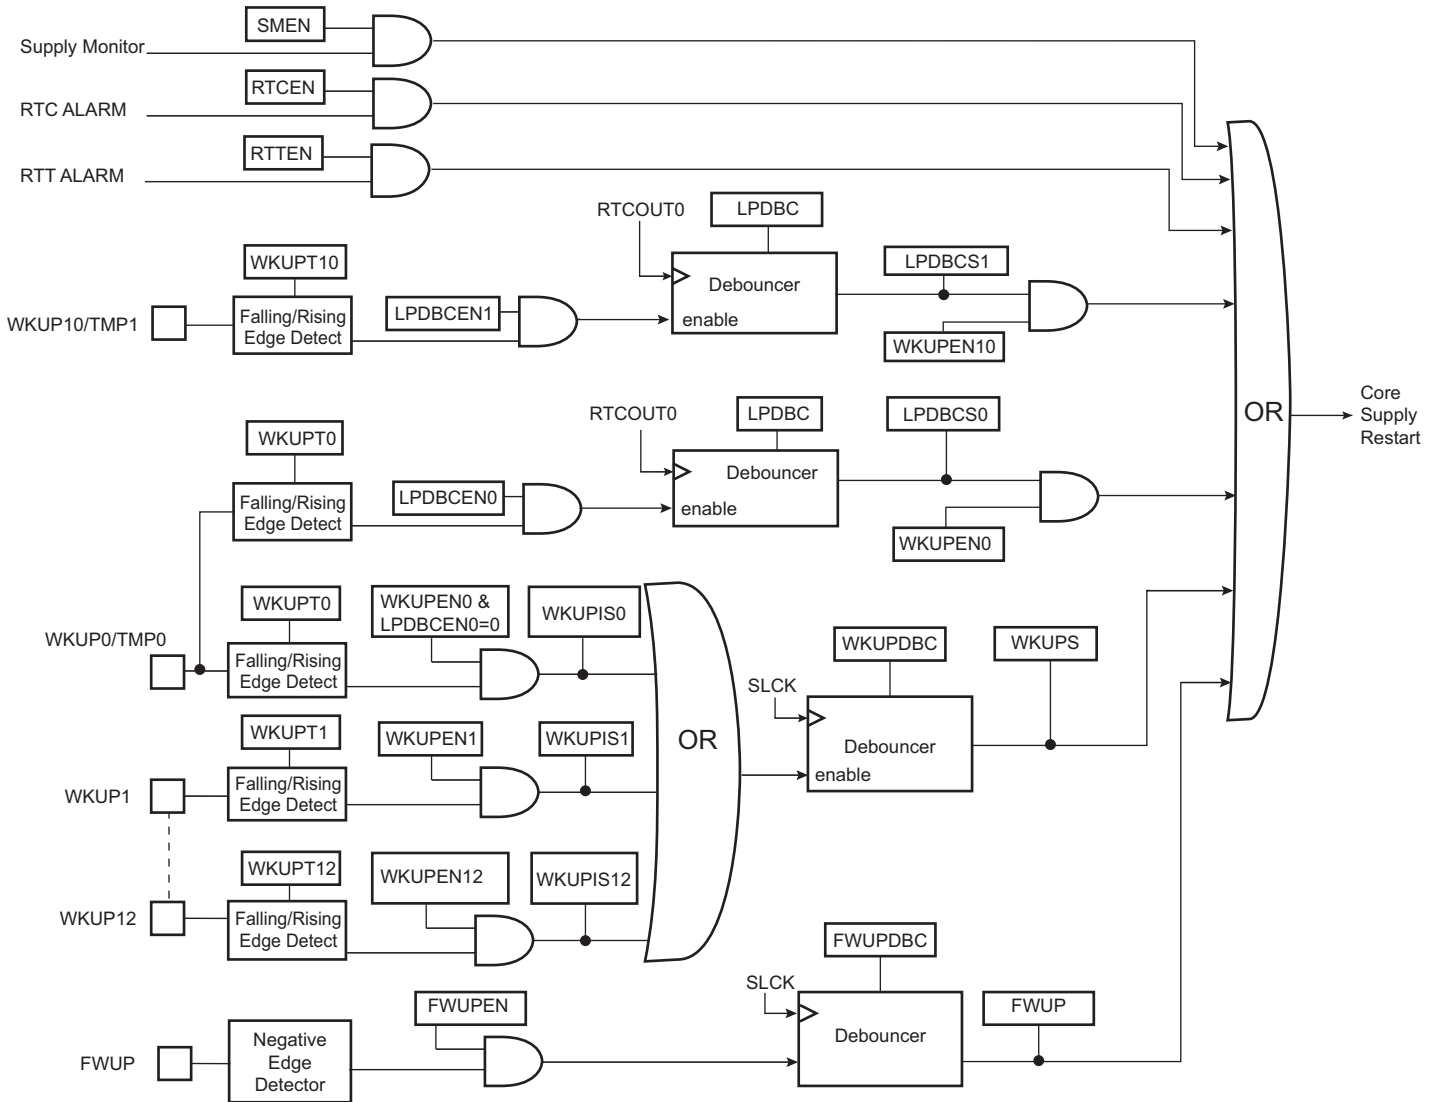 SMEN
Supply Monitor
RTCEN
RTC ALARM
RTTEN
RTT ALARM
RTCOUT0
LPDBC
WKUPT10
LPDBCS1
Debouncer
WKUP10/TMP1
Falling/Rising
Edge Detect
LPDBCEN1
enable
WKUPEN10
RTCOUT0
LPDBC
LPDBCS0
Core
Supply
Restart
OR
WKUPT0
Debouncer
Falling/Rising
Edge Detect
LPDBCEN0
enable
WKUPEN0
WKUPT0
WKUPEN0 &
LPDBCEN0=0
WKUPIS0
WKUP0/TMP0
Falling/Rising
Edge Detect
WKUPDBC
WKUPS
SLCK
WKUPT1
WKUPEN1
WKUPIS1
OR
Debouncer
enable
WKUP1
Falling/Rising
Edge Detect
WKUPT12
WKUPEN12
WKUPIS12
WKUP12
Falling/Rising
Edge Detect
FWUPDBC
SLCK
FWUPEN
FWUP
Debouncer
FWUP
Negative
Edge
Detector